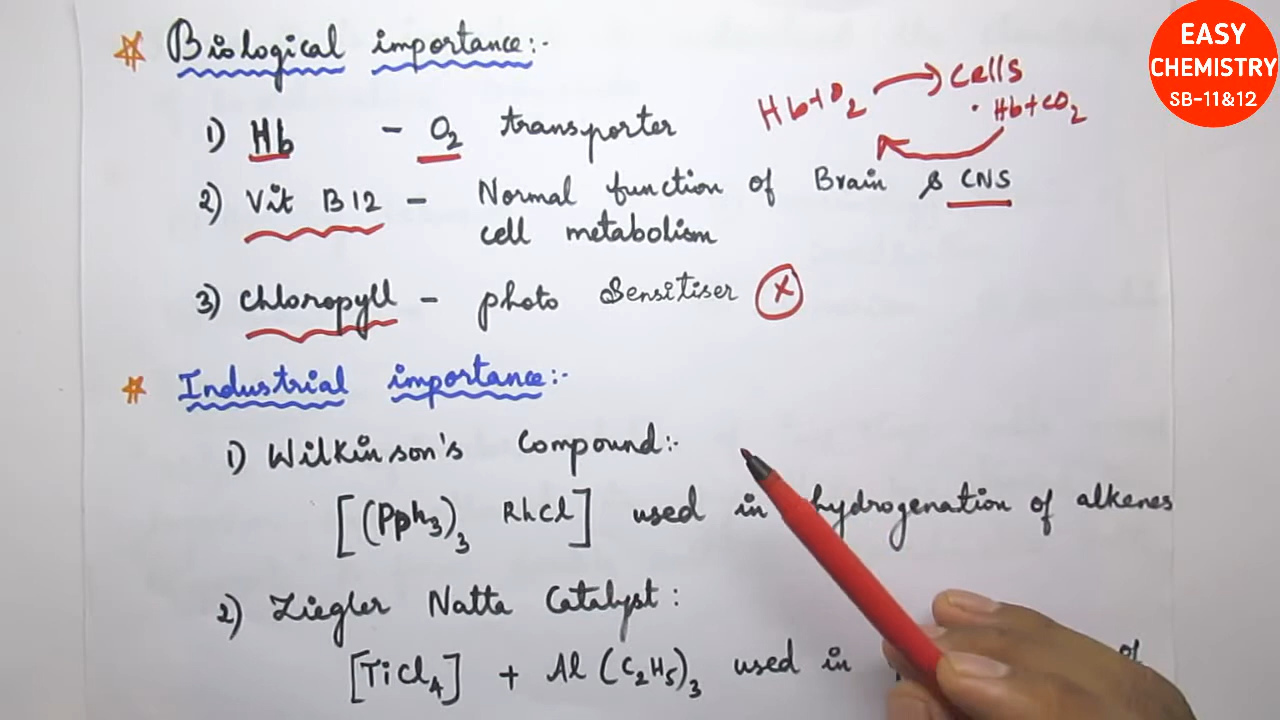 Biological importance:-
1) Hb - O2 transporter
Hb+O2 → cells
Hb+CO2
2) Vit B12 - Normal function of Brain & CNS
cell metabolism
3) chloropyll - photo Sensitiser X
Industrial importance:-
1) Wilkinson's Compound:-
[(Pph3)3 RhCl] used in hydrogenation of alkenes
2) Ziegler Natta Catalyst:
[TiCl4] + Al (C2H5)3 used in of
EASY
CHEMISTRY
SB-11&12